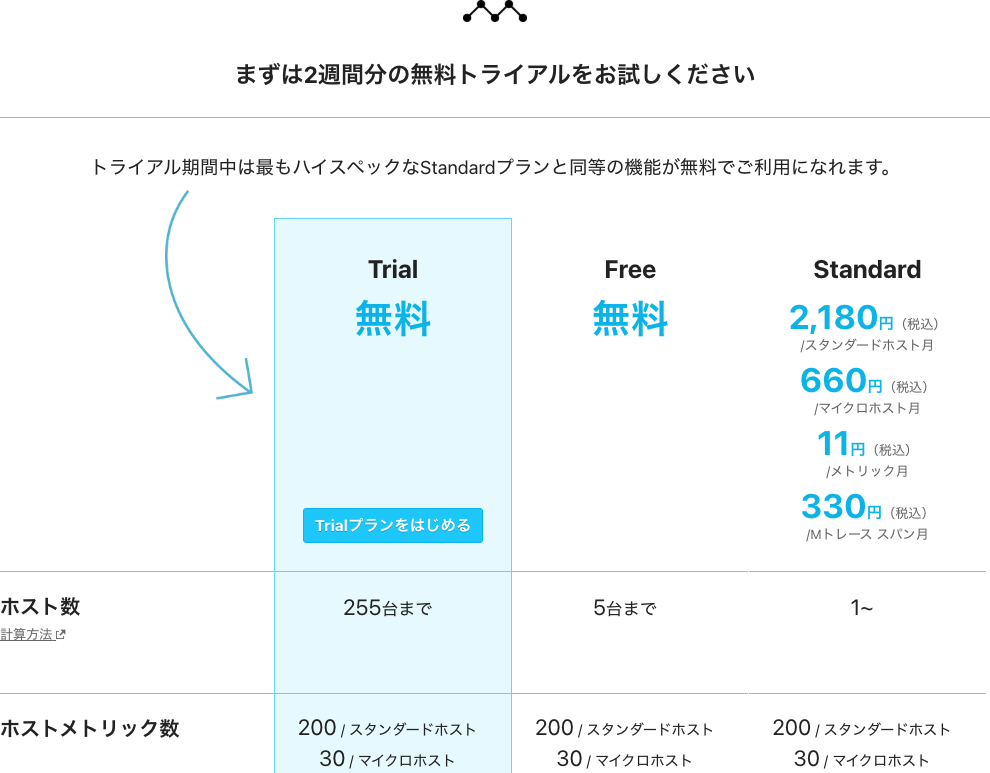 まずは2週間分の無料トライアルをお試しください
トライアル期間中は最もハイスペックなStandardプランと同等の機能が無料でご利用になれます。
Trial
無料
Trialプランをはじめる
Free
無料
Standard
2,180円（税込）
/スタンダードホスト月
660円（税込）
/マイクロホスト月
11円（税込）
/メトリック月
330円（税込）
/Mトレース スパン月
ホスト数
計算方法
255台まで
5台まで
1~
ホストメトリック数
200 / スタンダードホスト
30 / マイクロホスト
200 / スタンダードホスト
30 / マイクロホスト
200 / スタンダードホスト
30 / マイクロホスト